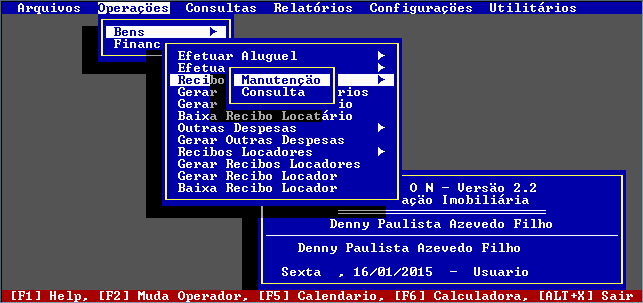 Arquivos Operações Consultas Relatórios Configurações Utilitários
Bens
Financ
Efetuar Aluguel
Efetua
Recibo
Manutenção
Gerar rios
Consulta
Gerar io
Baixa Recibo Locatário
Outras Despesas
Gerar Outras Despesas
Recibos Locadores
Gerar Recibos Locadores
Gerar Recibo Locador
Baixa Recibo Locador
O N - Versão 2.2
ação Imobiliária
Denny Paulista Azevedo Filho
Denny Paulista Azevedo Filho
Sexta , 16/01/2015 - Usuario
[F1] Help, [F2] Muda Operador, [F5] Calendario, [F6] Calculadora, [ALT+X] Sair